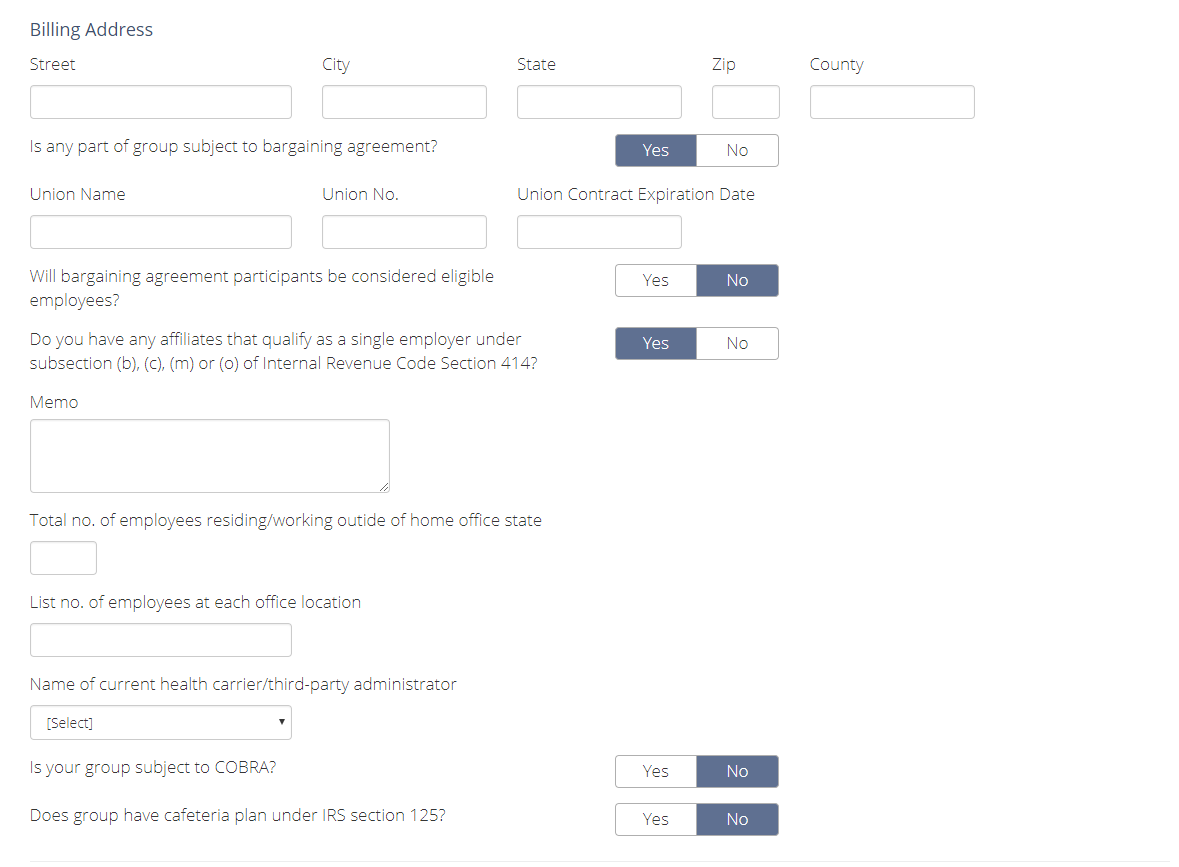 Billing Address
Street City State Zip County
Is any part of group subject to bargaining agreement? Yes No
Union Name Union No. Union Contract Expiration Date
Will bargaining agreement participants be considered eligible Yes No
employees?
Do you have any affiliates that qualify as a single employer under Yes No
subsection (b), (c), (m) or (o) of Internal Revenue Code Section 414?
Memo
Total no. of employees residing/working outide of home office state
List no. of employees at each office location
Name of current health carrier/third-party administrator
[Select]
Is your group subject to COBRA? Yes No
Does group have cafeteria plan under IRS section 125? Yes No